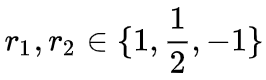 r₁, r₂ ∈ {1, 1/2, −1}